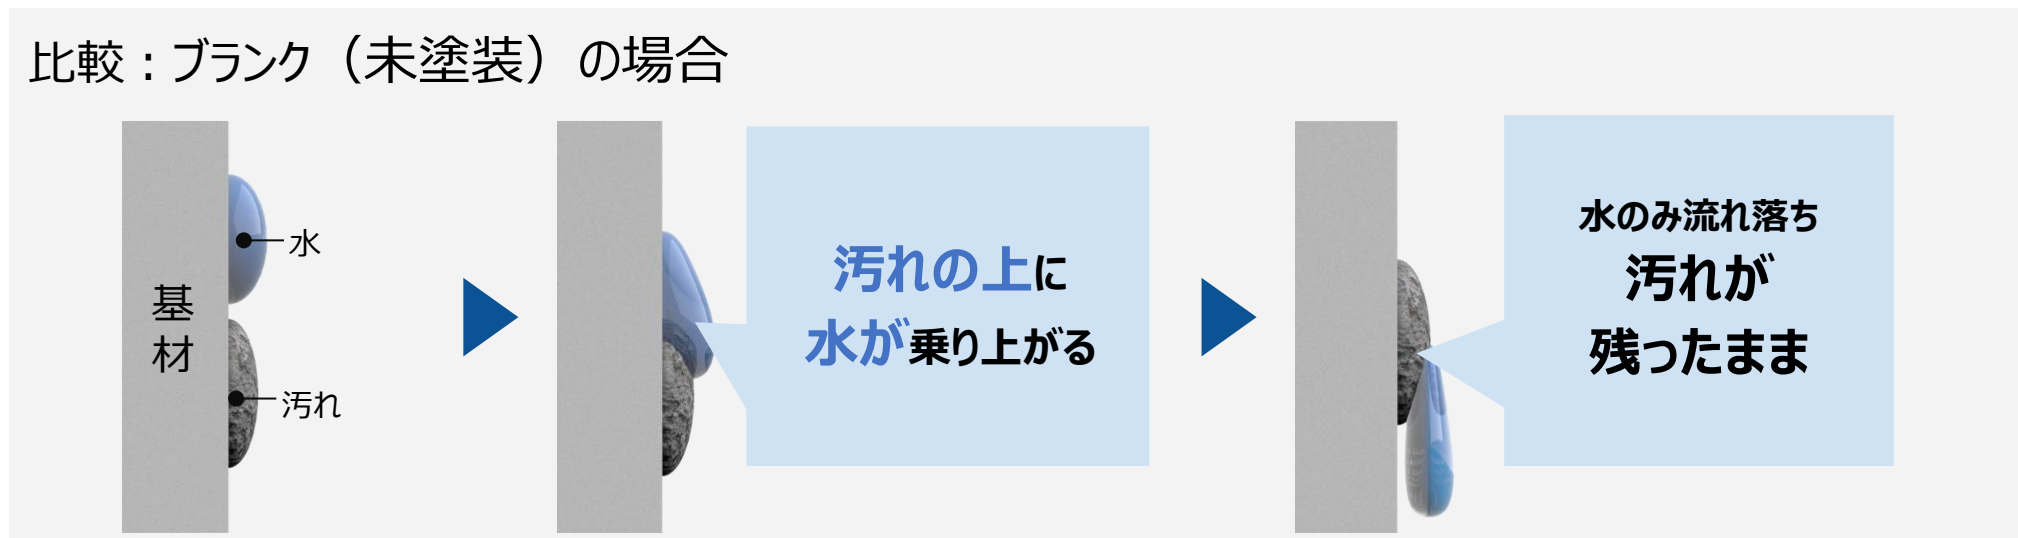 比較：ブランク（未塗装）の場合
水
基
材
汚れ
汚れの上に
水が乗り上がる
水のみ流れ落ち
汚れが
残ったまま